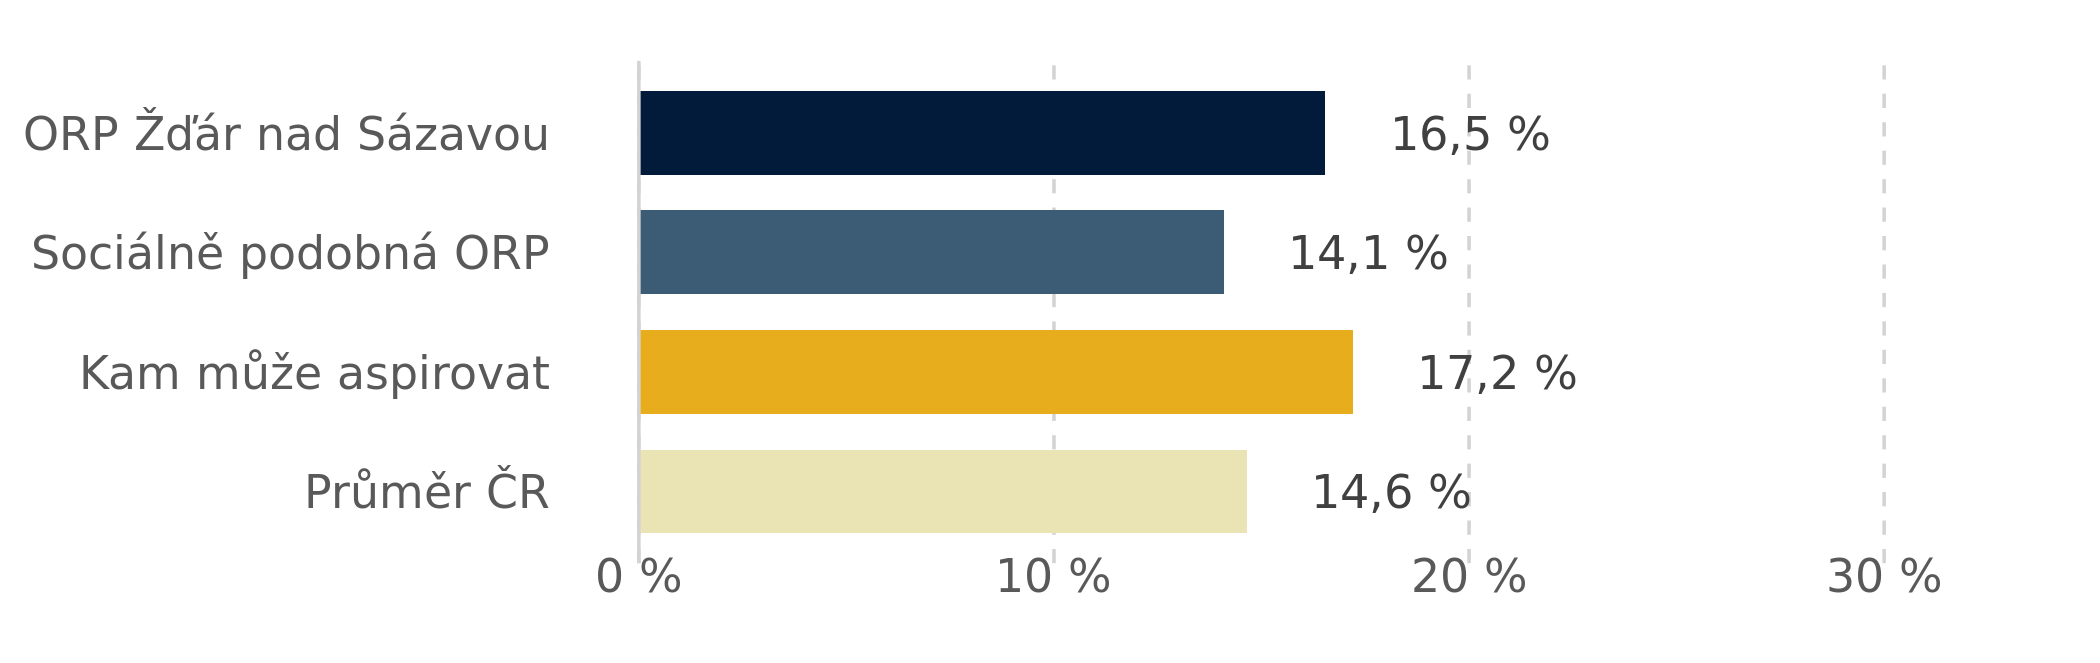 ORP Žďár nad Sázavou 16,5 %
Sociálně podobná ORP 14,1 %
Kam může aspirovat 17,2 %
Průměr ČR 14,6 %
0 % 10 % 20 % 30 %